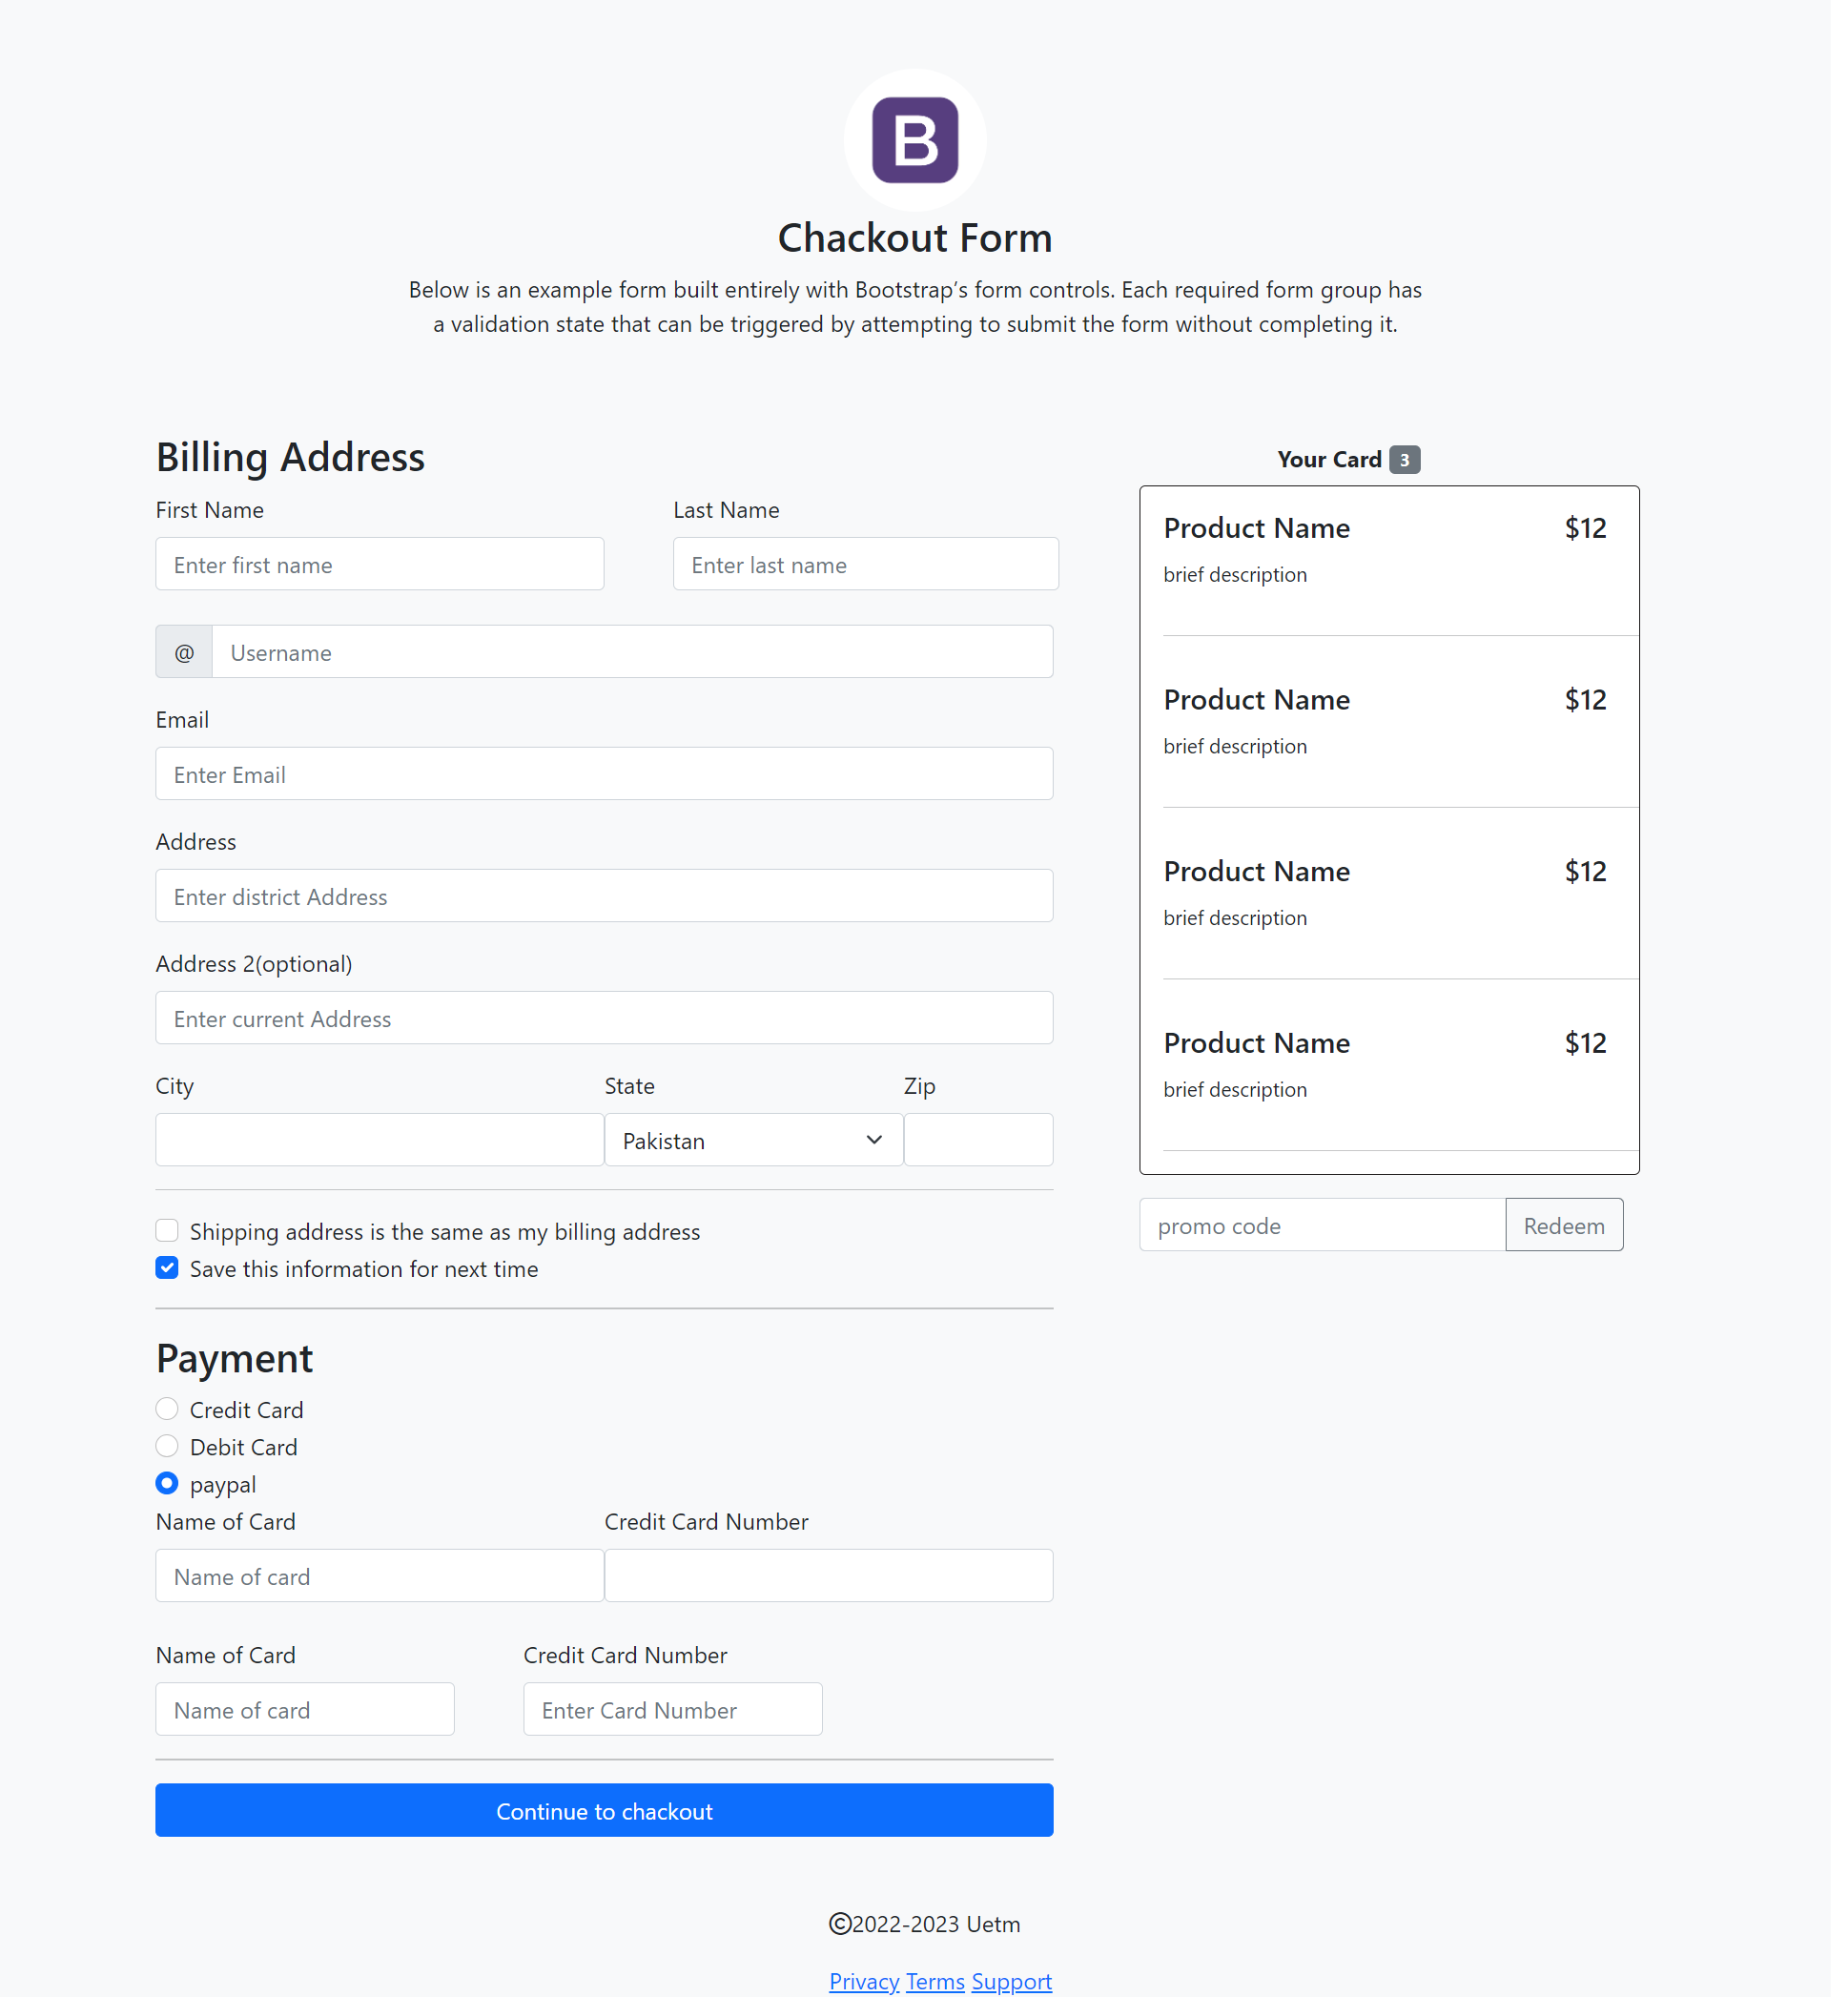 B
Chackout Form
Below is an example form built entirely with Bootstrap’s form controls. Each required form group has
a validation state that can be triggered by attempting to submit the form without completing it.
Billing Address
First Name Last Name
Enter first name Enter last name
@ Username
Email
Enter Email
Address
Enter district Address
Address 2(optional)
Enter current Address
City State Zip
Pakistan
Shipping address is the same as my billing address
Save this information for next time
Payment
Credit Card
Debit Card
paypal
Name of Card Credit Card Number
Name of card
Name of Card Credit Card Number
Name of card Enter Card Number
Continue to chackout
Your Card 3
Product Name $12
brief description
Product Name $12
brief description
Product Name $12
brief description
Product Name $12
brief description
promo code Redeem
©2022-2023 Uetm
Privacy Terms Support